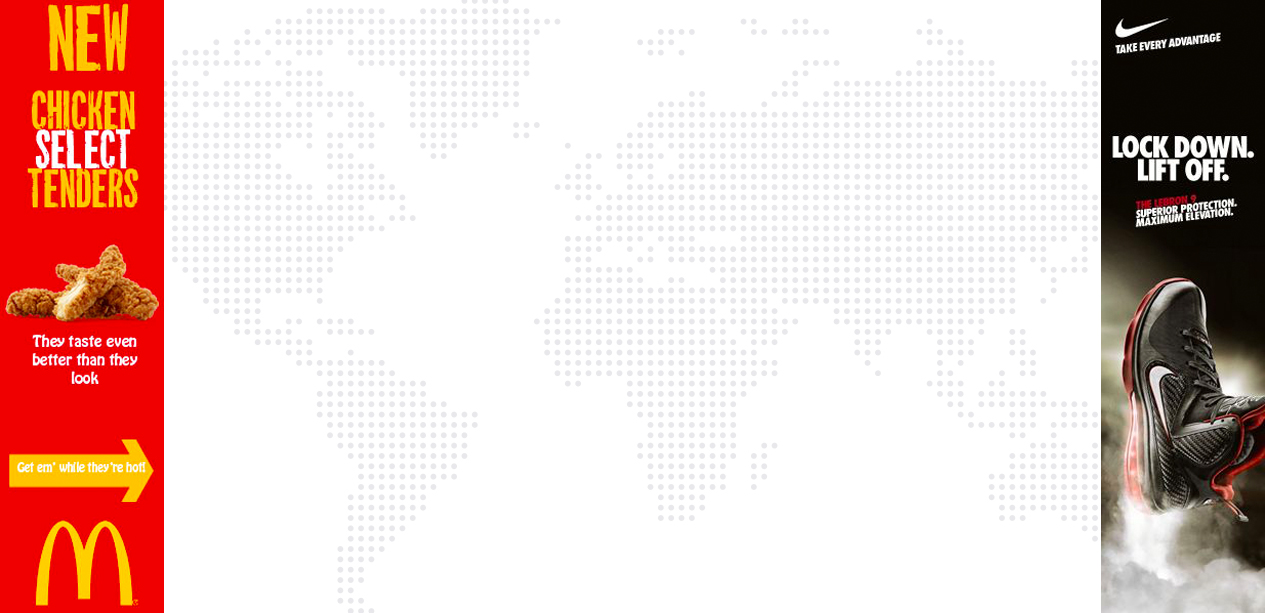 NEW
CHICKEN
SELECT
TENDERS
They taste even
better than they
look
Get em" while they're hot!
TAKE EVERY ADVANTAGE
LOCK DOWN.
LIFT OFF.
THE LEBRON 9
SUPERIOR PROTECTION.
MAXIMUM ELEVATION.